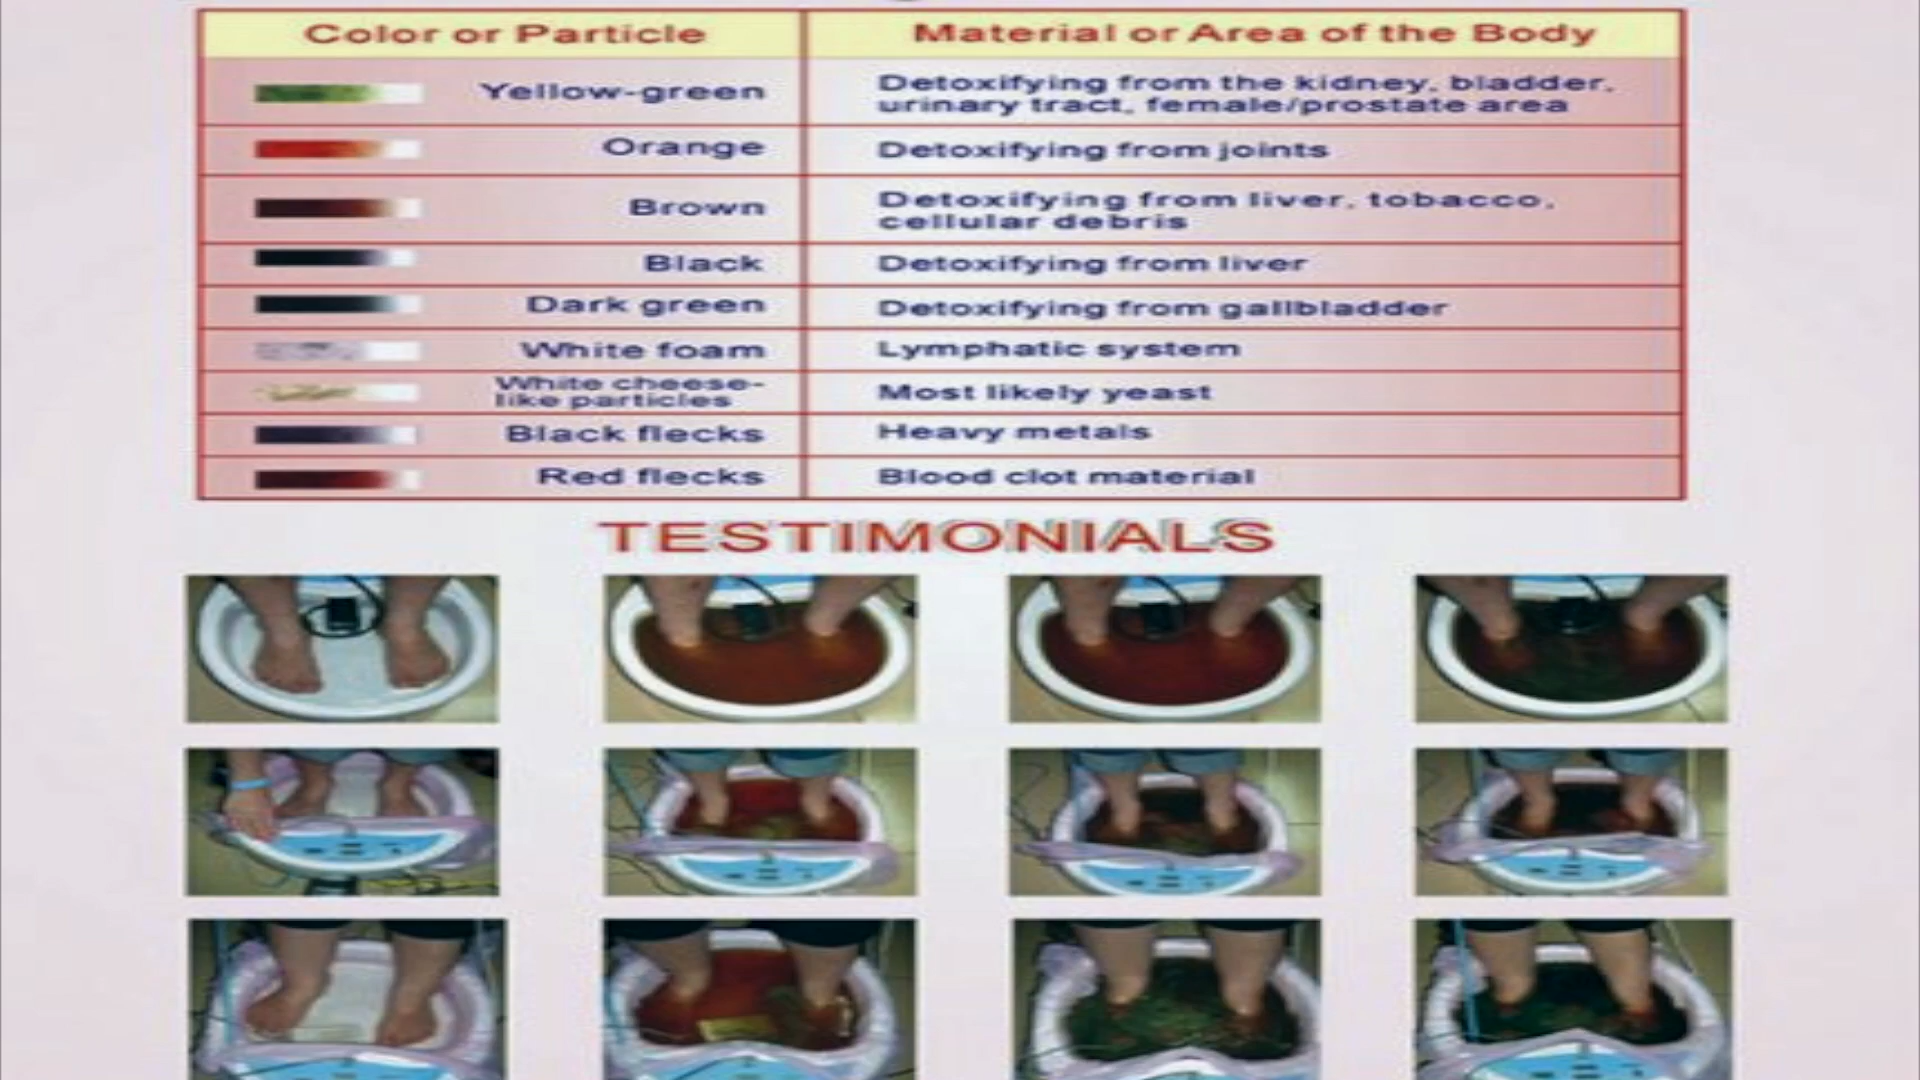 Color or Particle
Material or Area of the Body
Yellow-green
Detoxifying from the kidney, bladder,
urinary tract, female/prostate area
Orange
Detoxifying from joints
Brown
Detoxifying from liver, tobacco,
cellular debris
Black
Detoxifying from liver
Dark green
Detoxifying from gallbladder
White foam
Lymphatic system
White cheese-
like particles
Most likely yeast
Black flecks
Heavy metals
Red flecks
Blood clot material
TESTIMONIALS